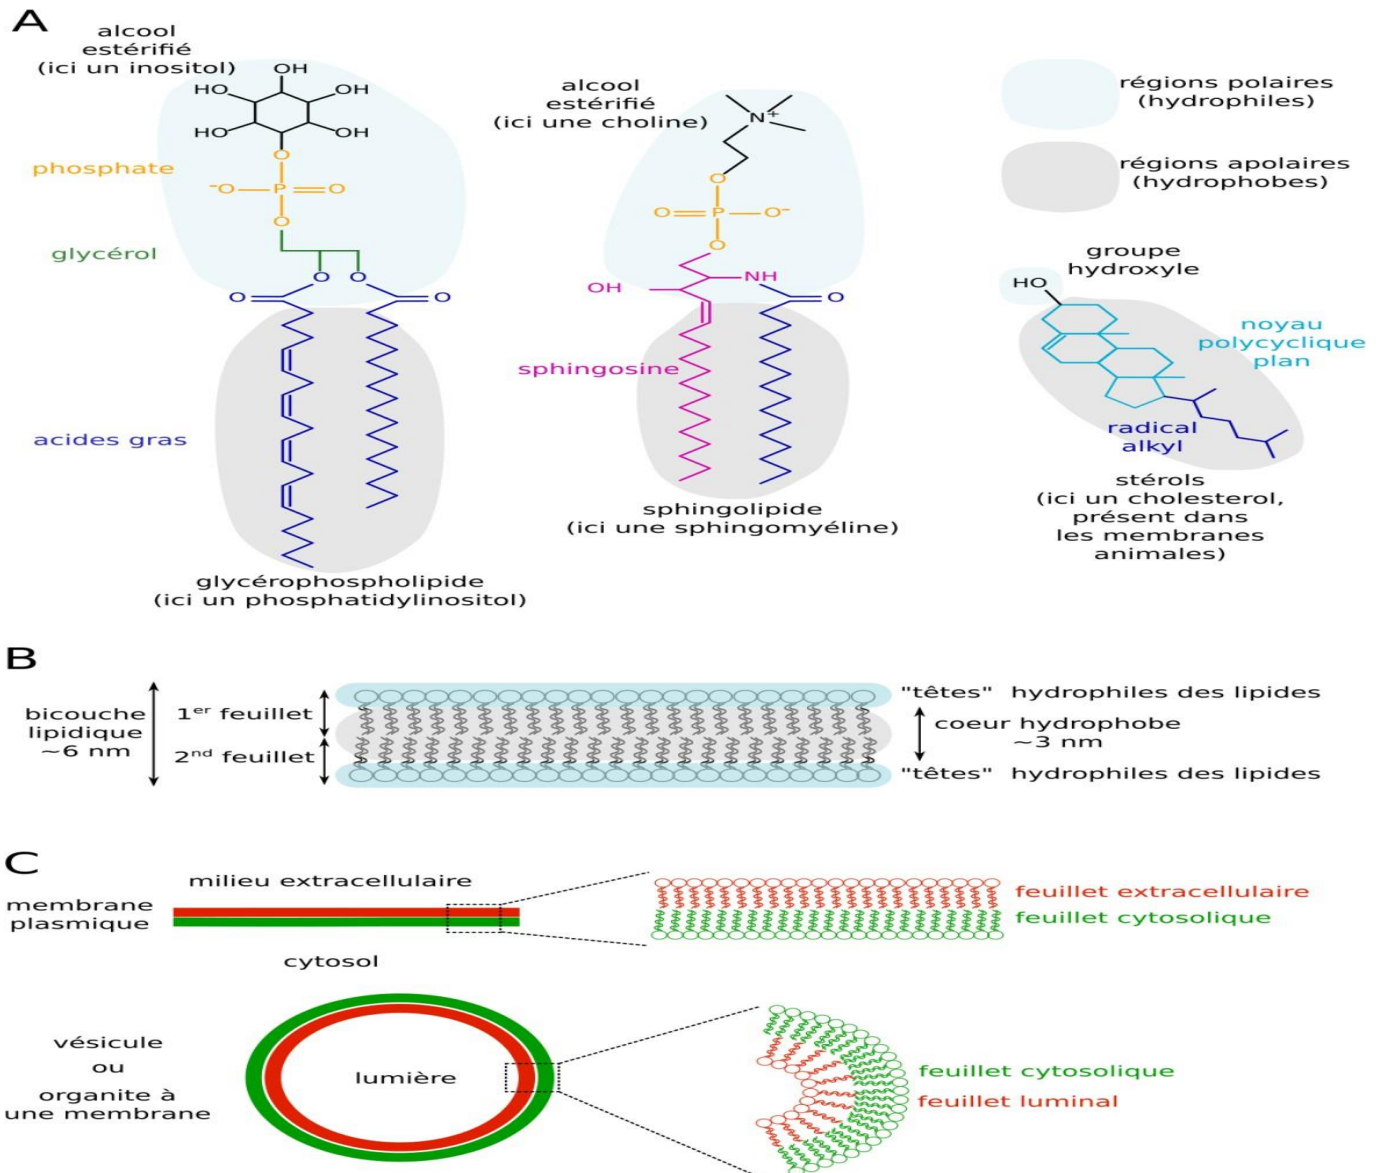 A
alcool
estérifié
(ici un inositol)
OH
HO
OH
HO
OH
O
phosphate
⁻O
P
O
O
glycérol
O
O
O
O
acides gras
glycérophospholipide
(ici un phosphatidylinositol)
alcool
estérifié
(ici une choline)
N⁺
O
O
P
O⁻
O
OH
NH
O
sphingosine
sphingolipide
(ici une sphingomyéline)
régions polaires
(hydrophiles)
régions apolaires
(hydrophobes)
groupe
hydroxyle
HO
noyau
polycyclique
plan
radical
alkyl
stérols
(ici un cholesterol,
présent dans
les membranes
animales)
B
bicouche
lipidique
~6 nm
1er feuillet
2nd feuillet
"têtes" hydrophiles des lipides
coeur hydrophobe
~3 nm
"têtes" hydrophiles des lipides
C
milieu extracellulaire
membrane
plasmique
cytosol
feuillet extracellulaire
feuillet cytosolique
vésicule
ou
organite à
une membrane
lumière
feuillet cytosolique
feuillet luminal